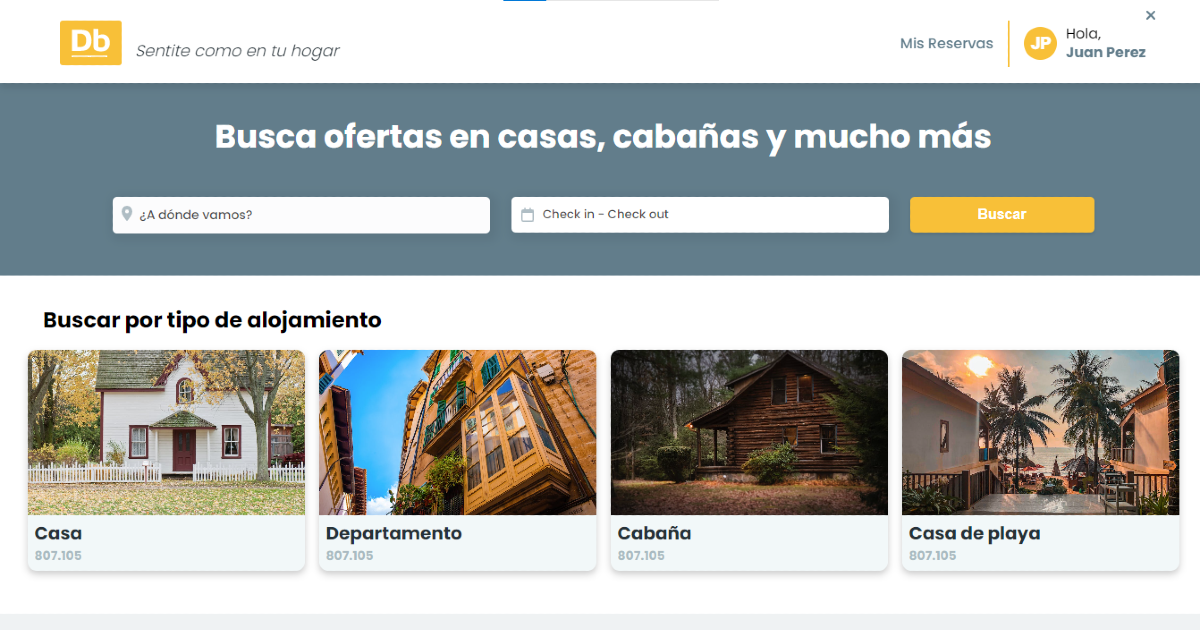 Db
Sentite como en tu hogar
Mis Reservas
JP
Hola,
Juan Perez
Busca ofertas en casas, cabañas y mucho más
¿A dónde vamos?
Check in - Check out
Buscar
Buscar por tipo de alojamiento
Casa
807.105
Departamento
807.105
Cabaña
807.105
Casa de playa
807.105